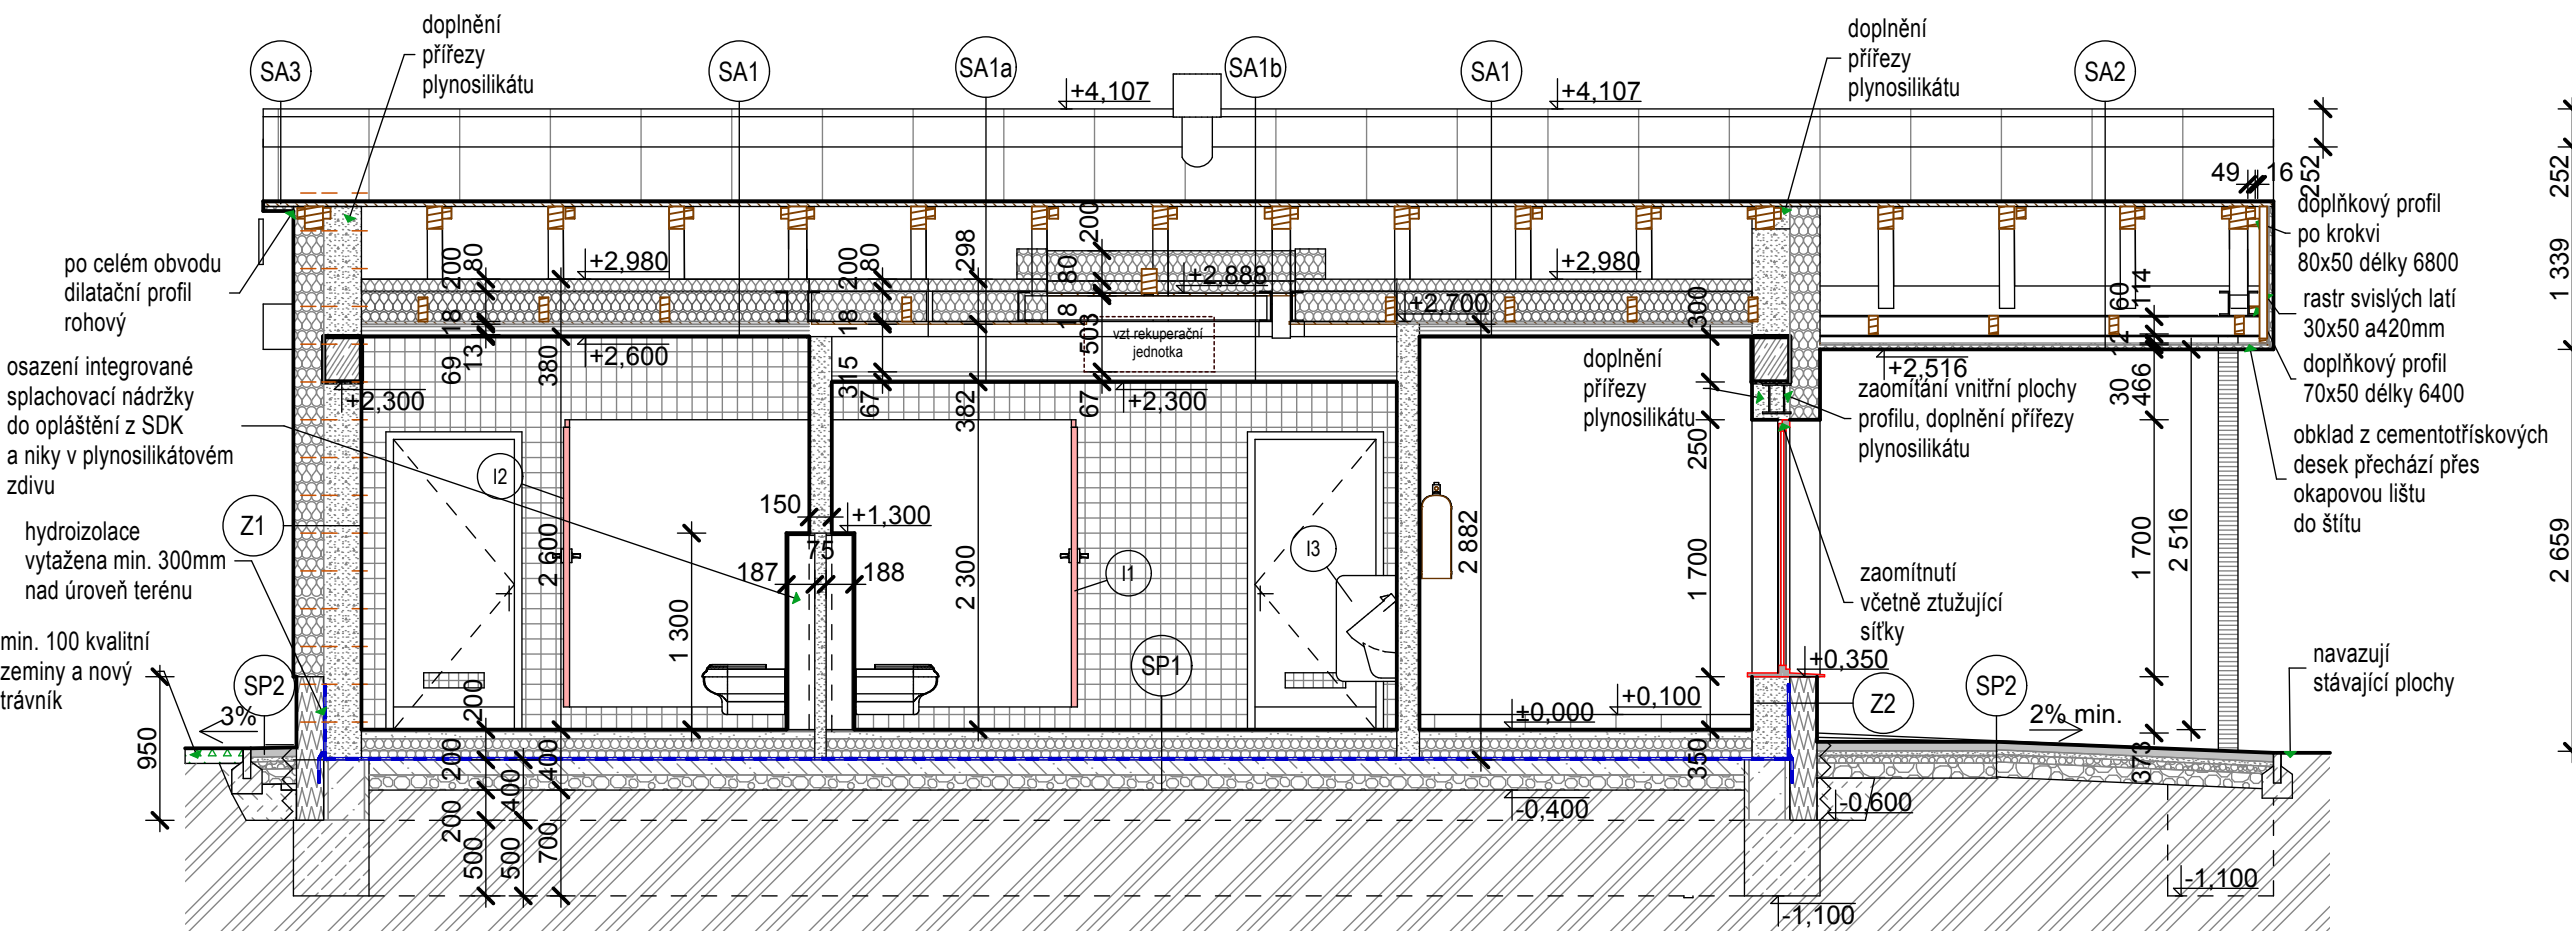 doplnění
přířezy
plynosilikátu
SA3
SA1
SA1a
SA1b
SA1
SA2
doplnění
přířezy
plynosilikátu
+4,107
+4,107
252
252
49
16
1 339
2 659
doplňkový profil
po krokvi
80x50 délky 6800
rastr svislých latí
30x50 a420mm
doplňkový profil
70x50 délky 6400
obklad z cementotřískových
desek přechází přes
okapovou lištu
do štítu
navazují
stávající plochy
po celém obvodu
dilatační profil
rohový
osazení integrované
splachovací nádržky
do opláštění z SDK
a niky v plynosilikátovém
zdivu
hydroizolace
vytažena min. 300mm
nad úroveň terénu
min. 100 kvalitní
zeminy a nový
trávník
Z1
SP2
3%
950
200
80
+2,980
200
80
298
200
80
+2,888
+2,980
+2,700
300
60
114
18
69
13
380
+2,600
18
315
67
382
18
503
67
vzt rekuperační
jednotka
+2,300
+2,300
+2,516
12
30
466
doplnění
přířezy
plynosilikátu
zaomítání vnitřní plochy
profilu, doplnění přířezy
plynosilikátu
250
I2
150
+1,300
75
187
188
2 600
1 300
2 300
I1
I3
2 882
1 700
1 700
2 516
zaomítnutí
včetně ztužující
síťky
SP1
+0,350
+0,100
±0,000
Z2
SP2
2% min.
200
200
400
400
350
373
200
500
500
700
-0,400
-0,600
-1,100
-1,100